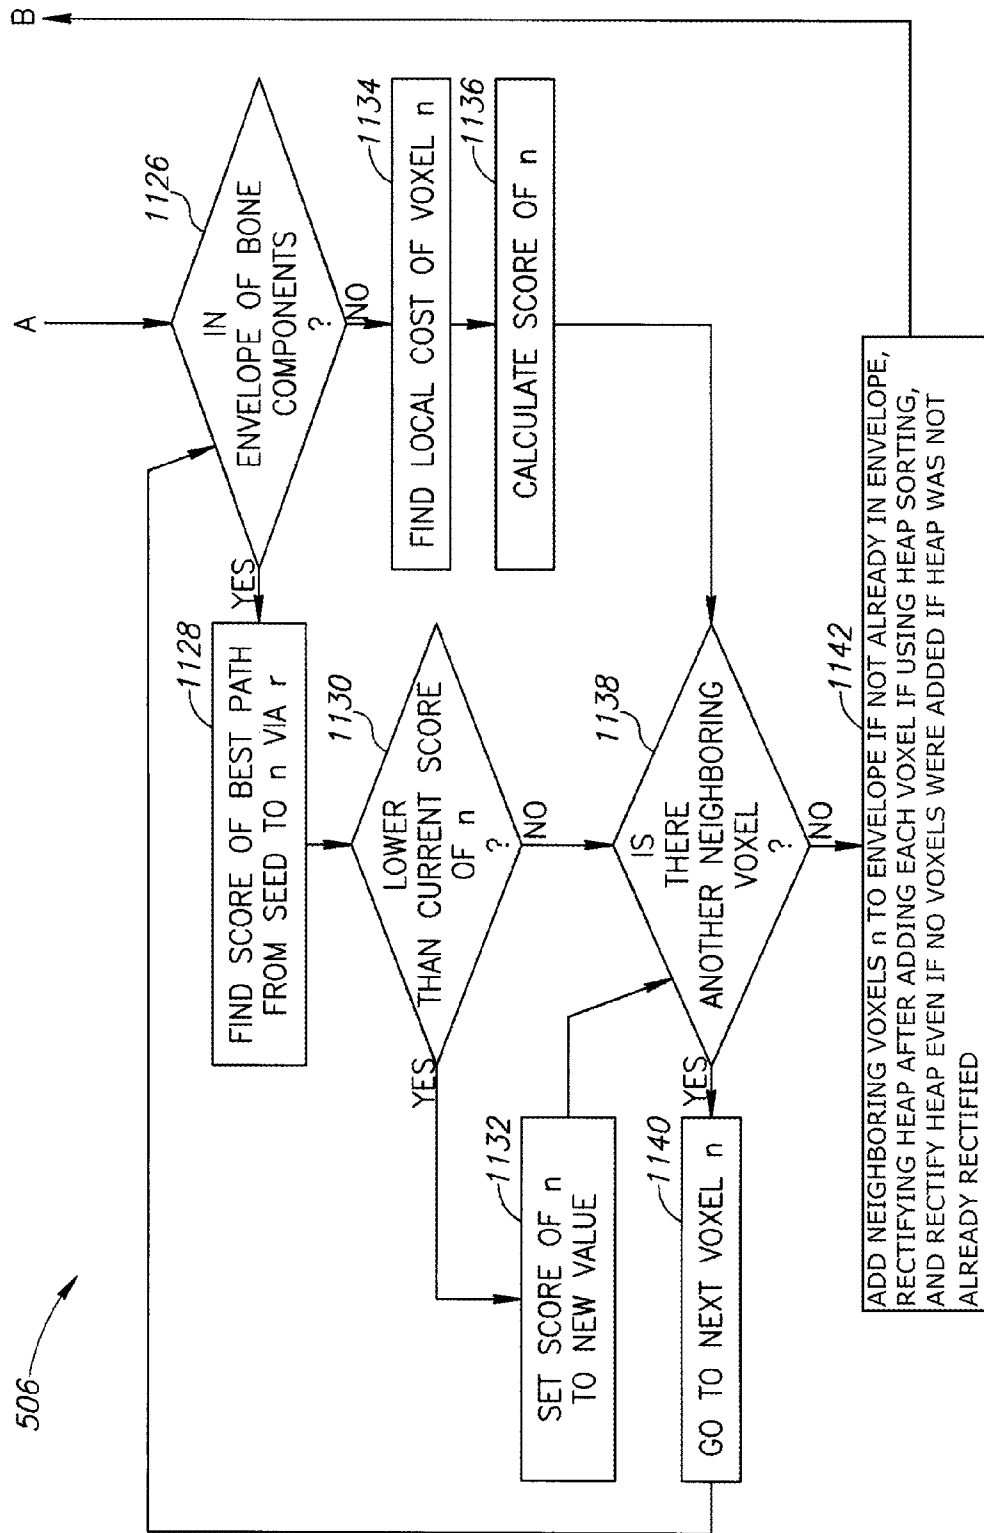 506
A
B
1126
IN
ENVELOPE OF BONE
COMPONENTS
?
YES
NO
1128
FIND SCORE OF BEST PATH
FROM SEED TO n VIA r
1134
FIND LOCAL COST OF VOXEL n
1130
LOWER
THAN CURRENT SCORE
OF n
?
YES
NO
1136
CALCULATE SCORE OF n
1132
SET SCORE OF n
TO NEW VALUE
1138
IS
THERE
ANOTHER NEIGHBORING
VOXEL
?
YES
NO
1140
GO TO NEXT VOXEL n
1142
ADD NEIGHBORING VOXELS n TO ENVELOPE IF NOT ALREADY IN ENVELOPE,
RECTIFYING HEAP AFTER ADDING EACH VOXEL IF USING HEAP SORTING,
AND RECTIFY HEAP EVEN IF NO VOXELS WERE ADDED IF HEAP WAS NOT
ALREADY RECTIFIED